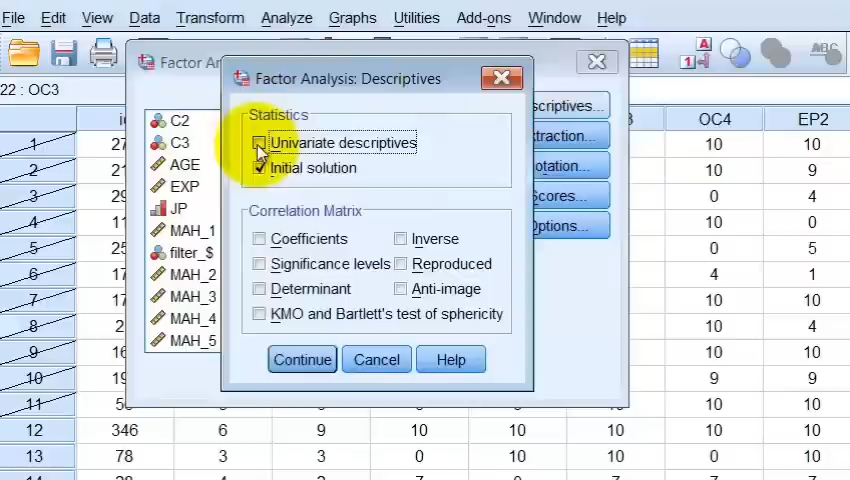 File Edit View Data Transform Analyze Graphs Utilities Add-ons Window Help
A
ABC
22 : OC3
Factor An
Factor Analysis: Descriptives
Statistics
Univariate descriptives
Initial solution
Correlation Matrix
Coefficients Inverse
Significance levels Reproduced
Determinant Anti-image
KMO and Bartlett's test of sphericity
Continue Cancel Help
C2
C3
AGE
EXP
JP
MAH_1
filter_$
MAH_2
MAH_3
MAH_4
MAH_5
scriptives...
traction...
otation...
Scores...
Options...
OC4 EP2
1 27 10 10
2 21 10 9
3 29 0 4
4 11 10 0
5 25 0 5
6 17 4 1
7 10 10
8 2 10 4
9 16 10 10
10 19 9 9
11 10 10
12 346 6 9 10 10 10 10 10
13 78 3 3 0 10 10 0 10